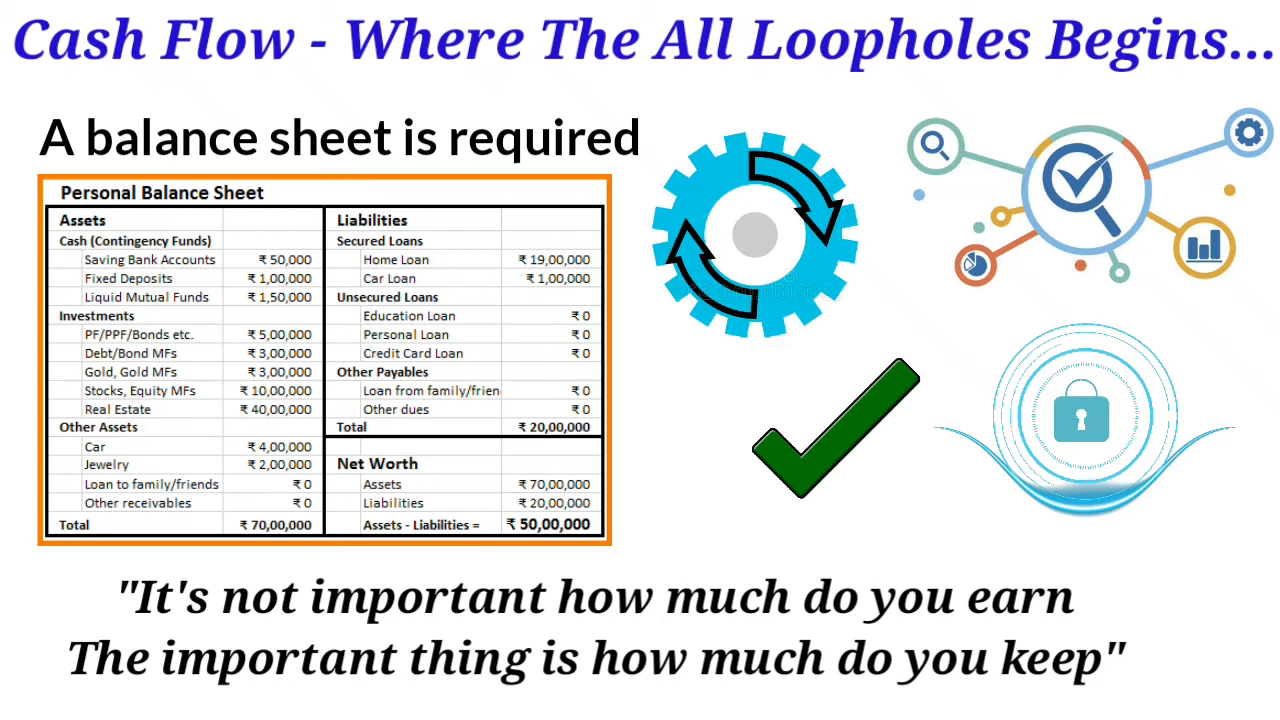 Cash Flow - Where The All Loopholes Begins...
A balance sheet is required
Personal Balance Sheet
Assets
Cash (Contingency Funds)
Saving Bank Accounts ₹ 50,000
Fixed Deposits ₹ 1,00,000
Liquid Mutual Funds ₹ 1,50,000
Investments
PF/PPF/Bonds etc. ₹ 5,00,000
Debt/Bond MFs ₹ 3,00,000
Gold, Gold MFs ₹ 3,00,000
Stocks, Equity MFs ₹ 10,00,000
Real Estate ₹ 40,00,000
Other Assets
Car ₹ 4,00,000
Jewelry ₹ 2,00,000
Loan to family/friends ₹ 0
Other receivables ₹ 0
Total ₹ 70,00,000
Liabilities
Secured Loans
Home Loan ₹ 19,00,000
Car Loan ₹ 1,00,000
Unsecured Loans
Education Loan ₹ 0
Personal Loan ₹ 0
Credit Card Loan ₹ 0
Other Payables
Loan from family/frien ₹ 0
Other dues ₹ 0
Total ₹ 20,00,000
Net Worth
Assets ₹ 70,00,000
Liabilities ₹ 20,00,000
Assets - Liabilities = ₹ 50,00,000
"It's not important how much do you earn
The important thing is how much do you keep"